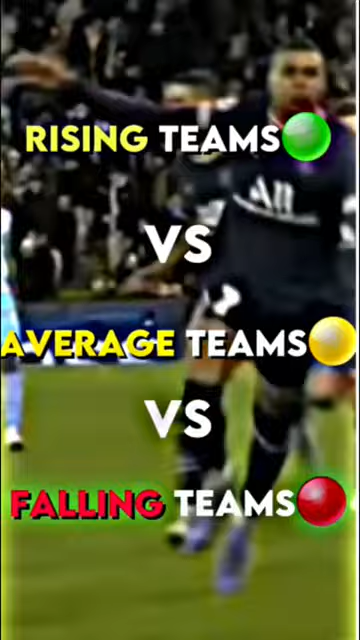 RISING TEAMS🟢
VS
AVERAGE TEAMS🟡
VS
FALLING TEAMS🔴